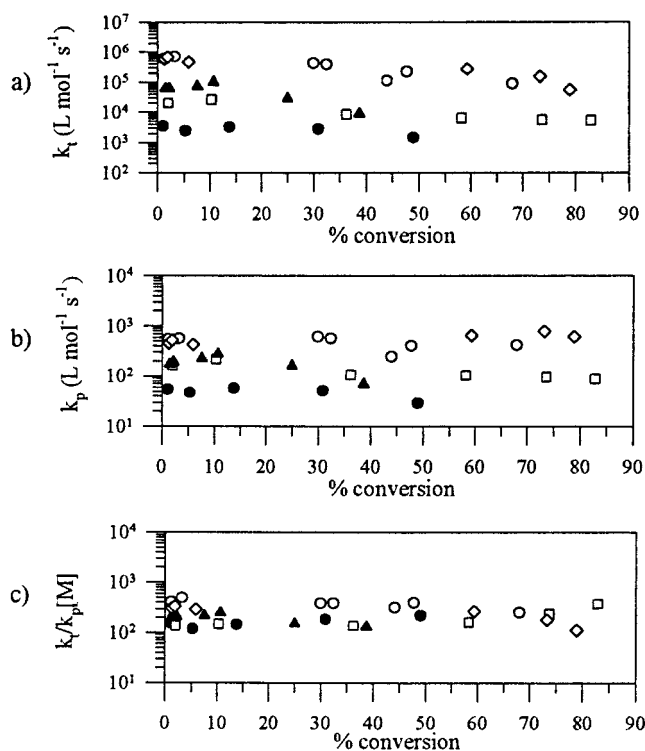 a)
k_t (L mol⁻¹ s⁻¹)
10⁷
10⁶
10⁵
10⁴
10³
10²
0 10 20 30 40 50 60 70 80 90
% conversion
b)
k_p (L mol⁻¹ s⁻¹)
10⁴
10³
10²
10¹
0 10 20 30 40 50 60 70 80 90
% conversion
c)
k_t/k_p[M]
10⁴
10³
10²
10¹
0 10 20 30 40 50 60 70 80 90
% conversion